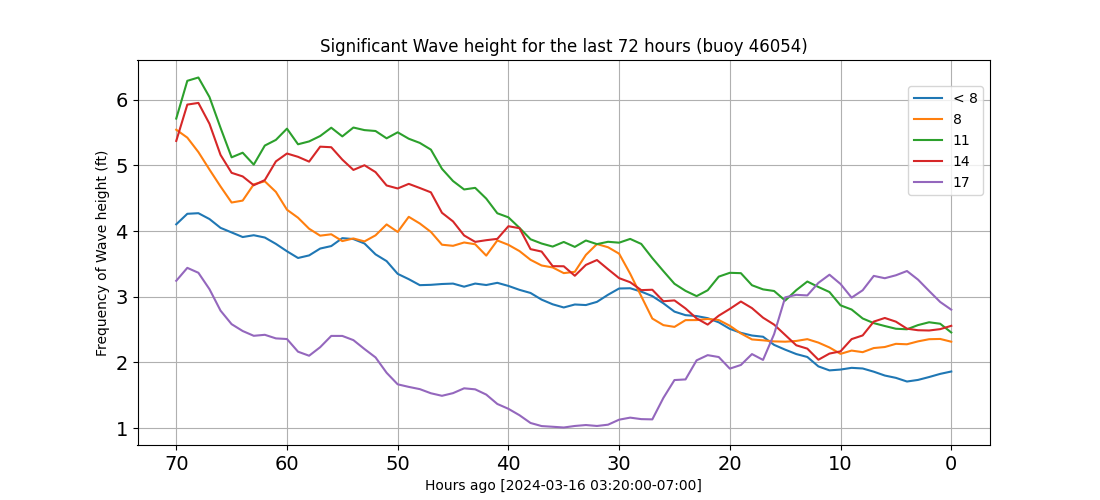 Significant Wave height for the last 72 hours (buoy 46054)
Frequency of Wave height (ft)
6
5
4
3
2
1
< 8
8
11
14
17
70 60 50 40 30 20 10 0
Hours ago [2024-03-16 03:20:00-07:00]